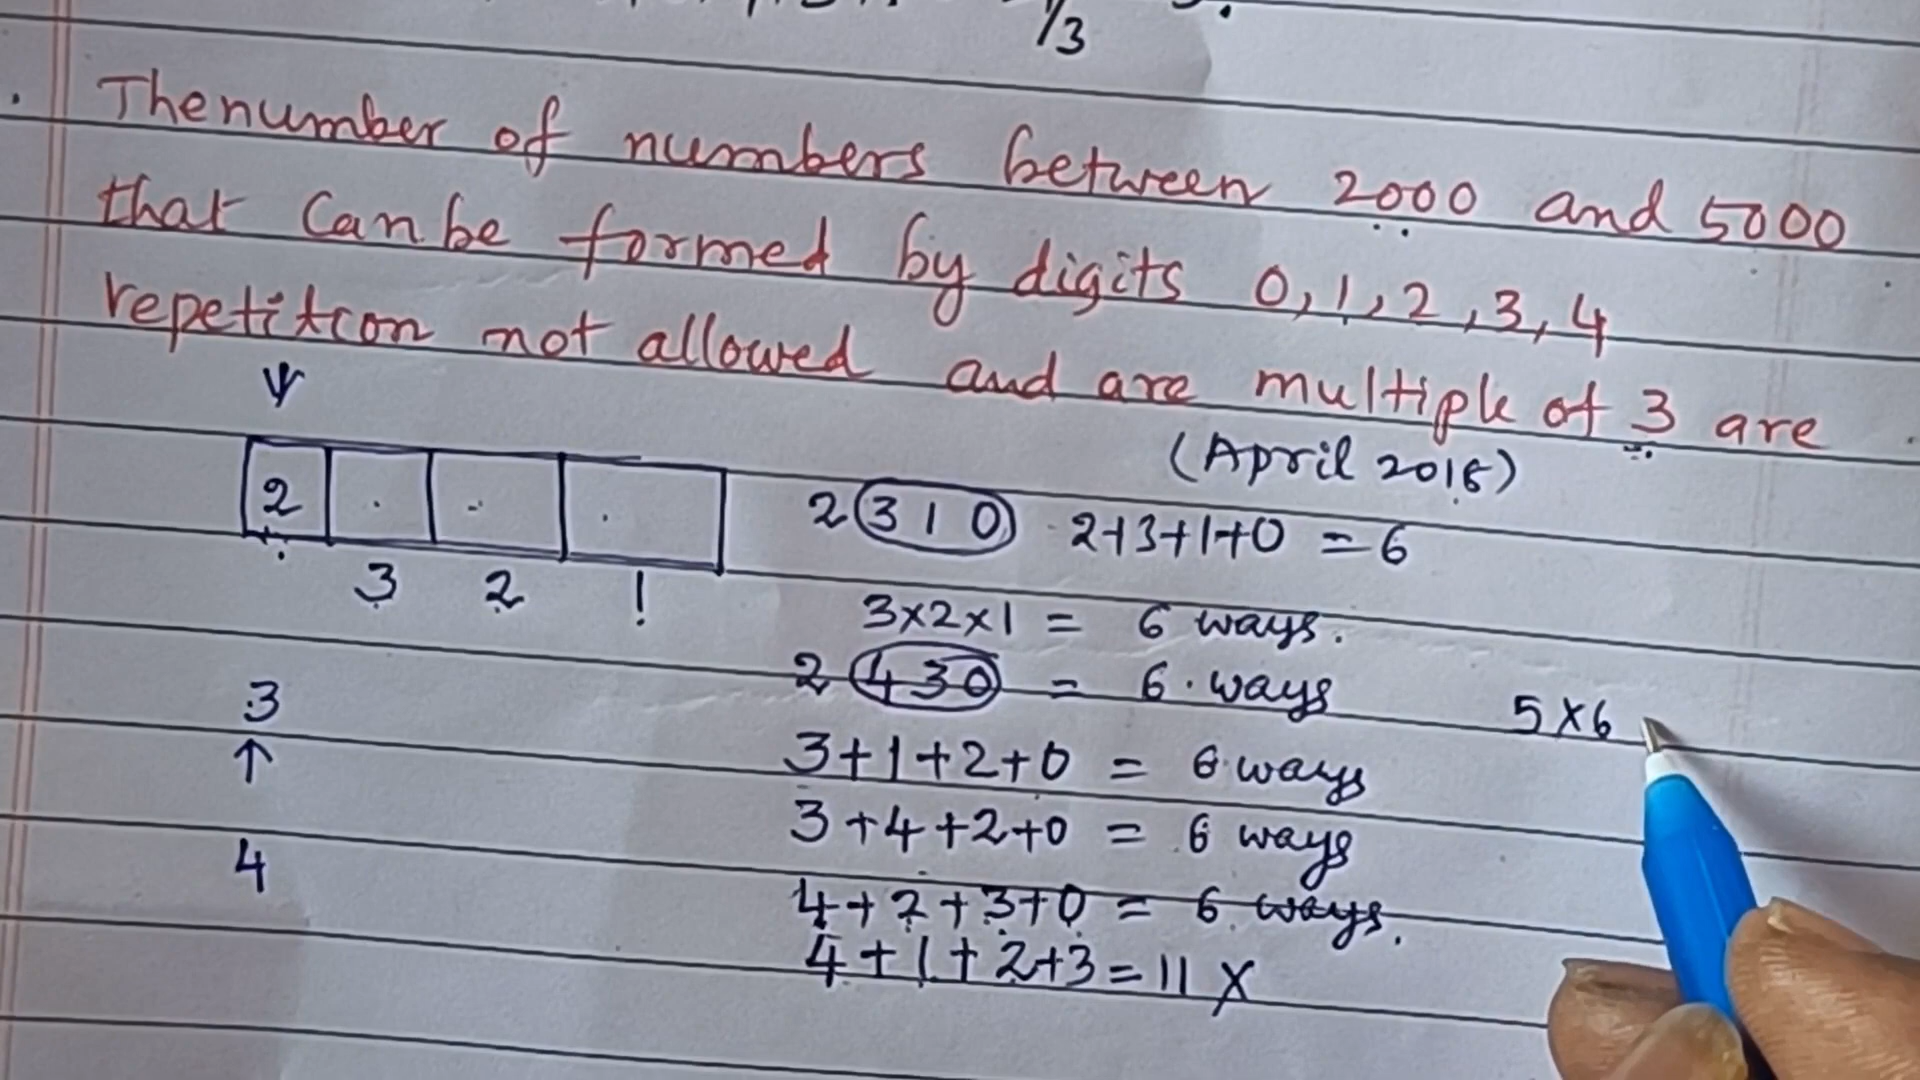 1/3
The number of numbers between 2000 and 5000
that can be formed by digits 0, 1, 2, 3, 4
repetition not allowed and are multiple of 3 are
(April 2018)
2
2 (3 1 0) 2+3+1+0 = 6
3 2 1
3×2×1 = 6 ways.
2 (430) = 6 ways
3
5 × 6
3+1+2+0 = 6 ways
3+4+2+0 = 6 ways
4
4+2+3+0 = 6 ways.
4+1+2+3=11 X